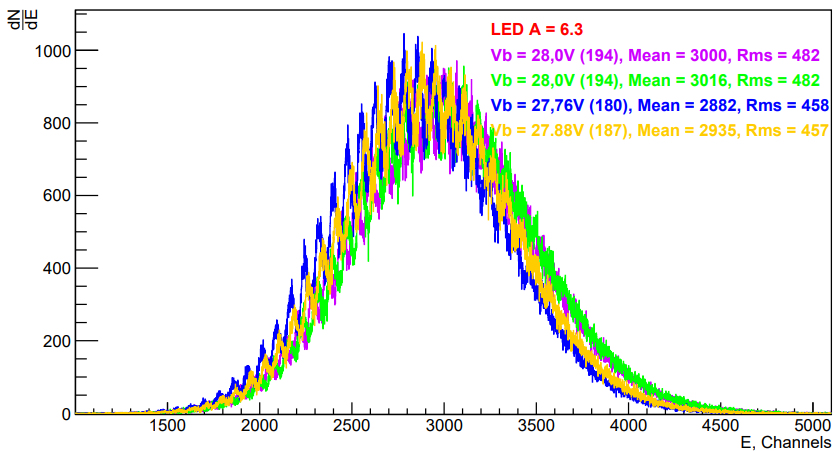 dN
dE
LED A = 6.3
Vb = 28,0V (194), Mean = 3000, Rms = 482
Vb = 28,0V (194), Mean = 3016, Rms = 482
Vb = 27,76V (180), Mean = 2882, Rms = 458
Vb = 27.88V (187), Mean = 2935, Rms = 457
1000
800
600
400
200
0
1500 2000 2500 3000 3500 4000 4500 5000
E, Channels